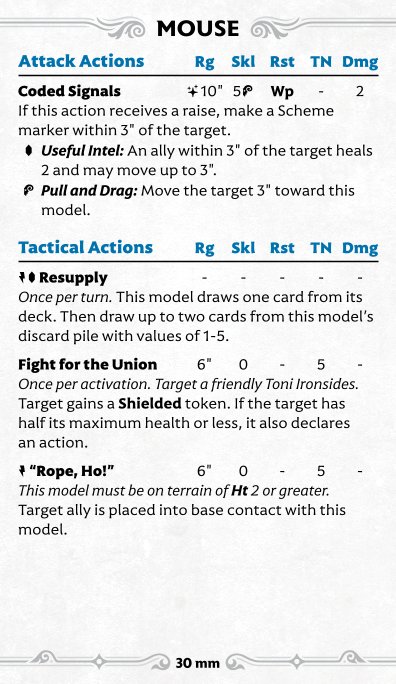 MOUSE
Attack Actions Rg Skl Rst TN Dmg
Coded Signals 10" 5 Wp - 2
If this action receives a raise, make a Scheme
marker within 3" of the target.
Useful Intel: An ally within 3" of the target heals
2 and may move up to 3".
Pull and Drag: Move the target 3" toward this
model.
Tactical Actions Rg Skl Rst TN Dmg
Resupply - - - - -
Once per turn. This model draws one card from its
deck. Then draw up to two cards from this model’s
discard pile with values of 1-5.
Fight for the Union 6" 0 - 5 -
Once per activation. Target a friendly Toni Ironsides.
Target gains a Shielded token. If the target has
half its maximum health or less, it also declares
an action.
“Rope, Ho!” 6" 0 - 5 -
This model must be on terrain of Ht 2 or greater.
Target ally is placed into base contact with this
model.
30 mm